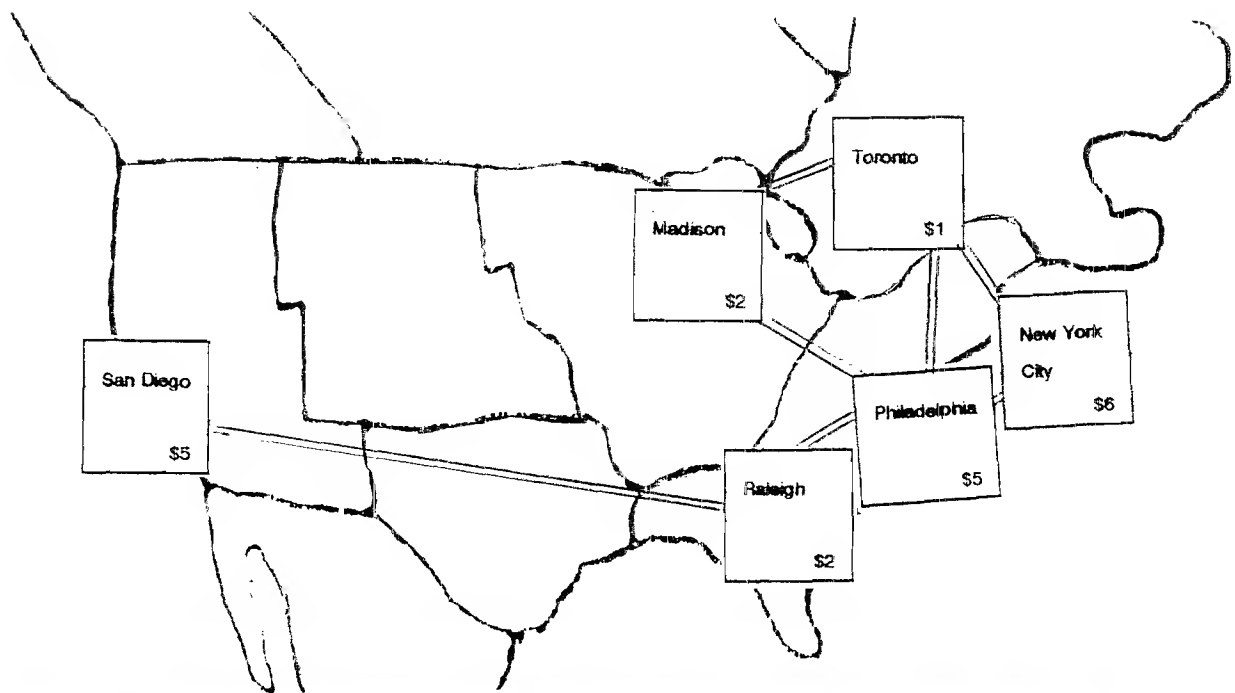 Toronto
$1
Madison
$2
New York
City
$6
San Diego
$5
Philadelphia
$5
Raleigh
$2